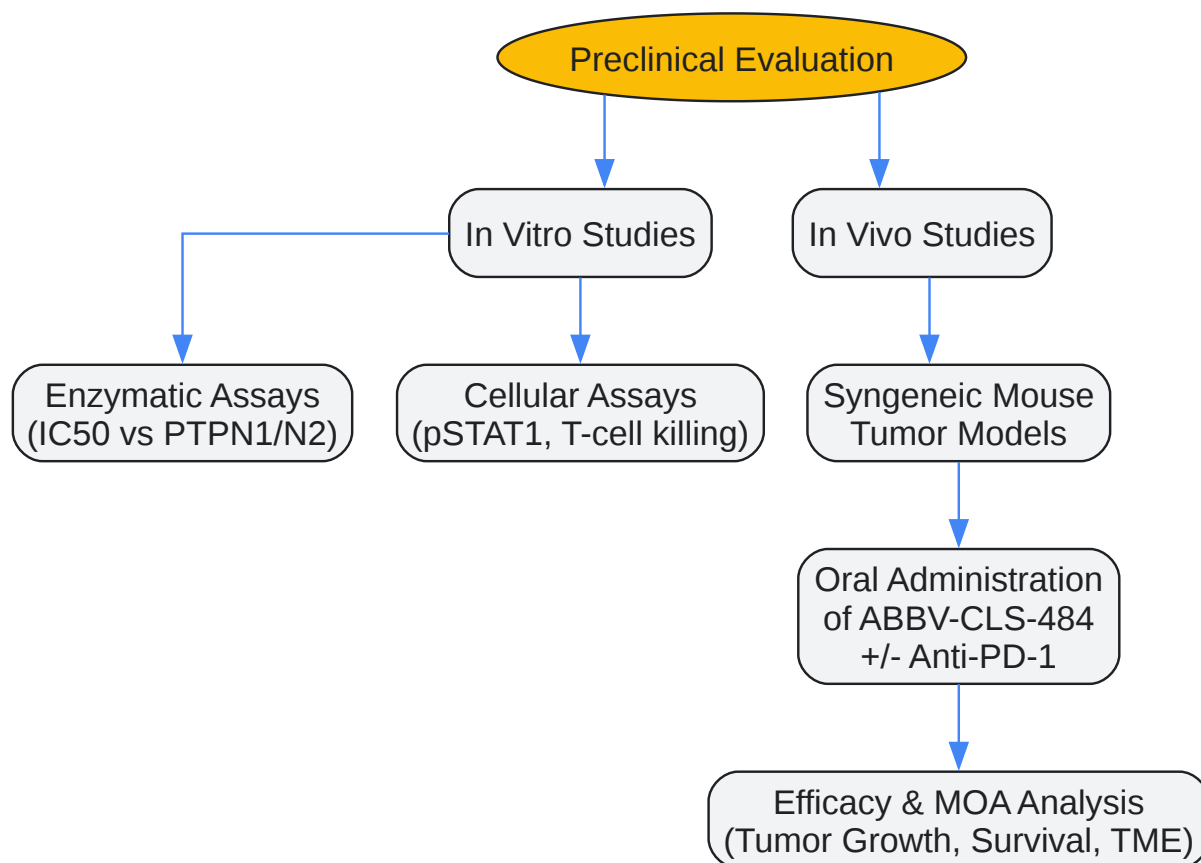 Preclinical Evaluation
In Vitro Studies
In Vivo Studies
Enzymatic Assays
(IC50 vs PTPN1/N2)
Cellular Assays
(pSTAT1, T-cell killing)
Syngeneic Mouse
Tumor Models
Oral Administration
of ABBV-CLS-484
+/- Anti-PD-1
Efficacy & MOA Analysis
(Tumor Growth, Survival, TME)